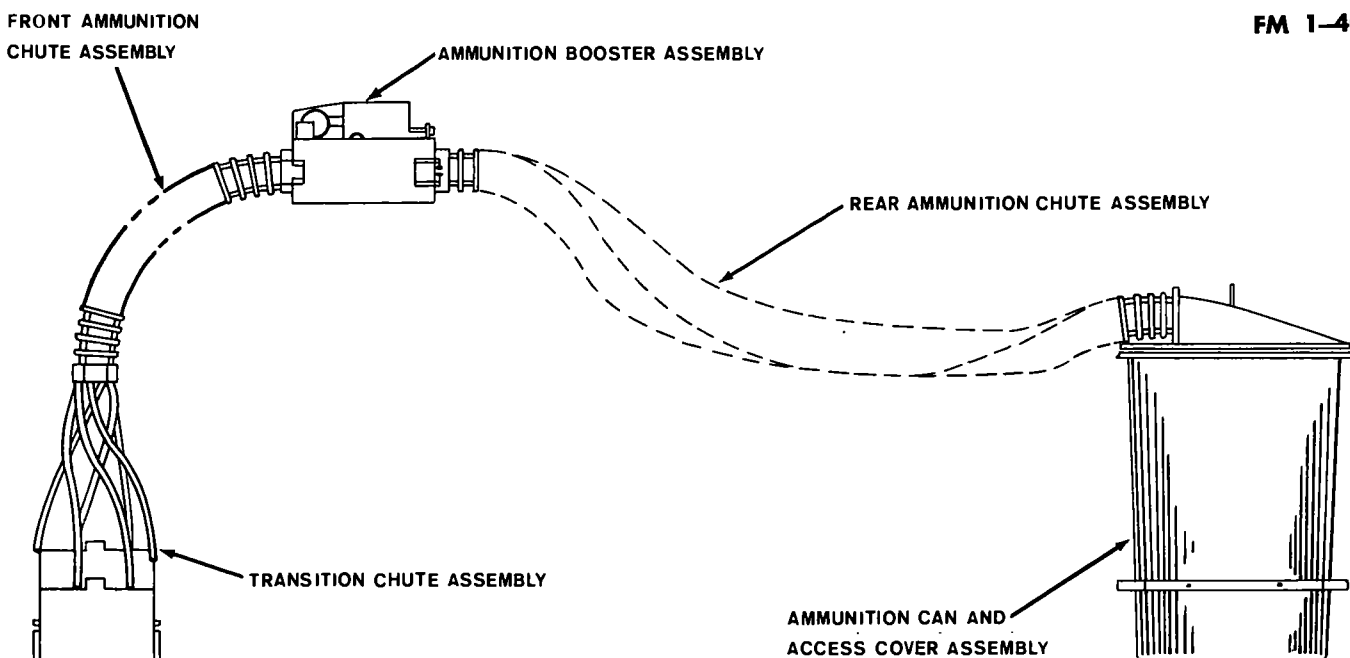 FM 1-4
FRONT AMMUNITION
CHUTE ASSEMBLY
AMMUNITION BOOSTER ASSEMBLY
REAR AMMUNITION CHUTE ASSEMBLY
TRANSITION CHUTE ASSEMBLY
AMMUNITION CAN AND
ACCESS COVER ASSEMBLY